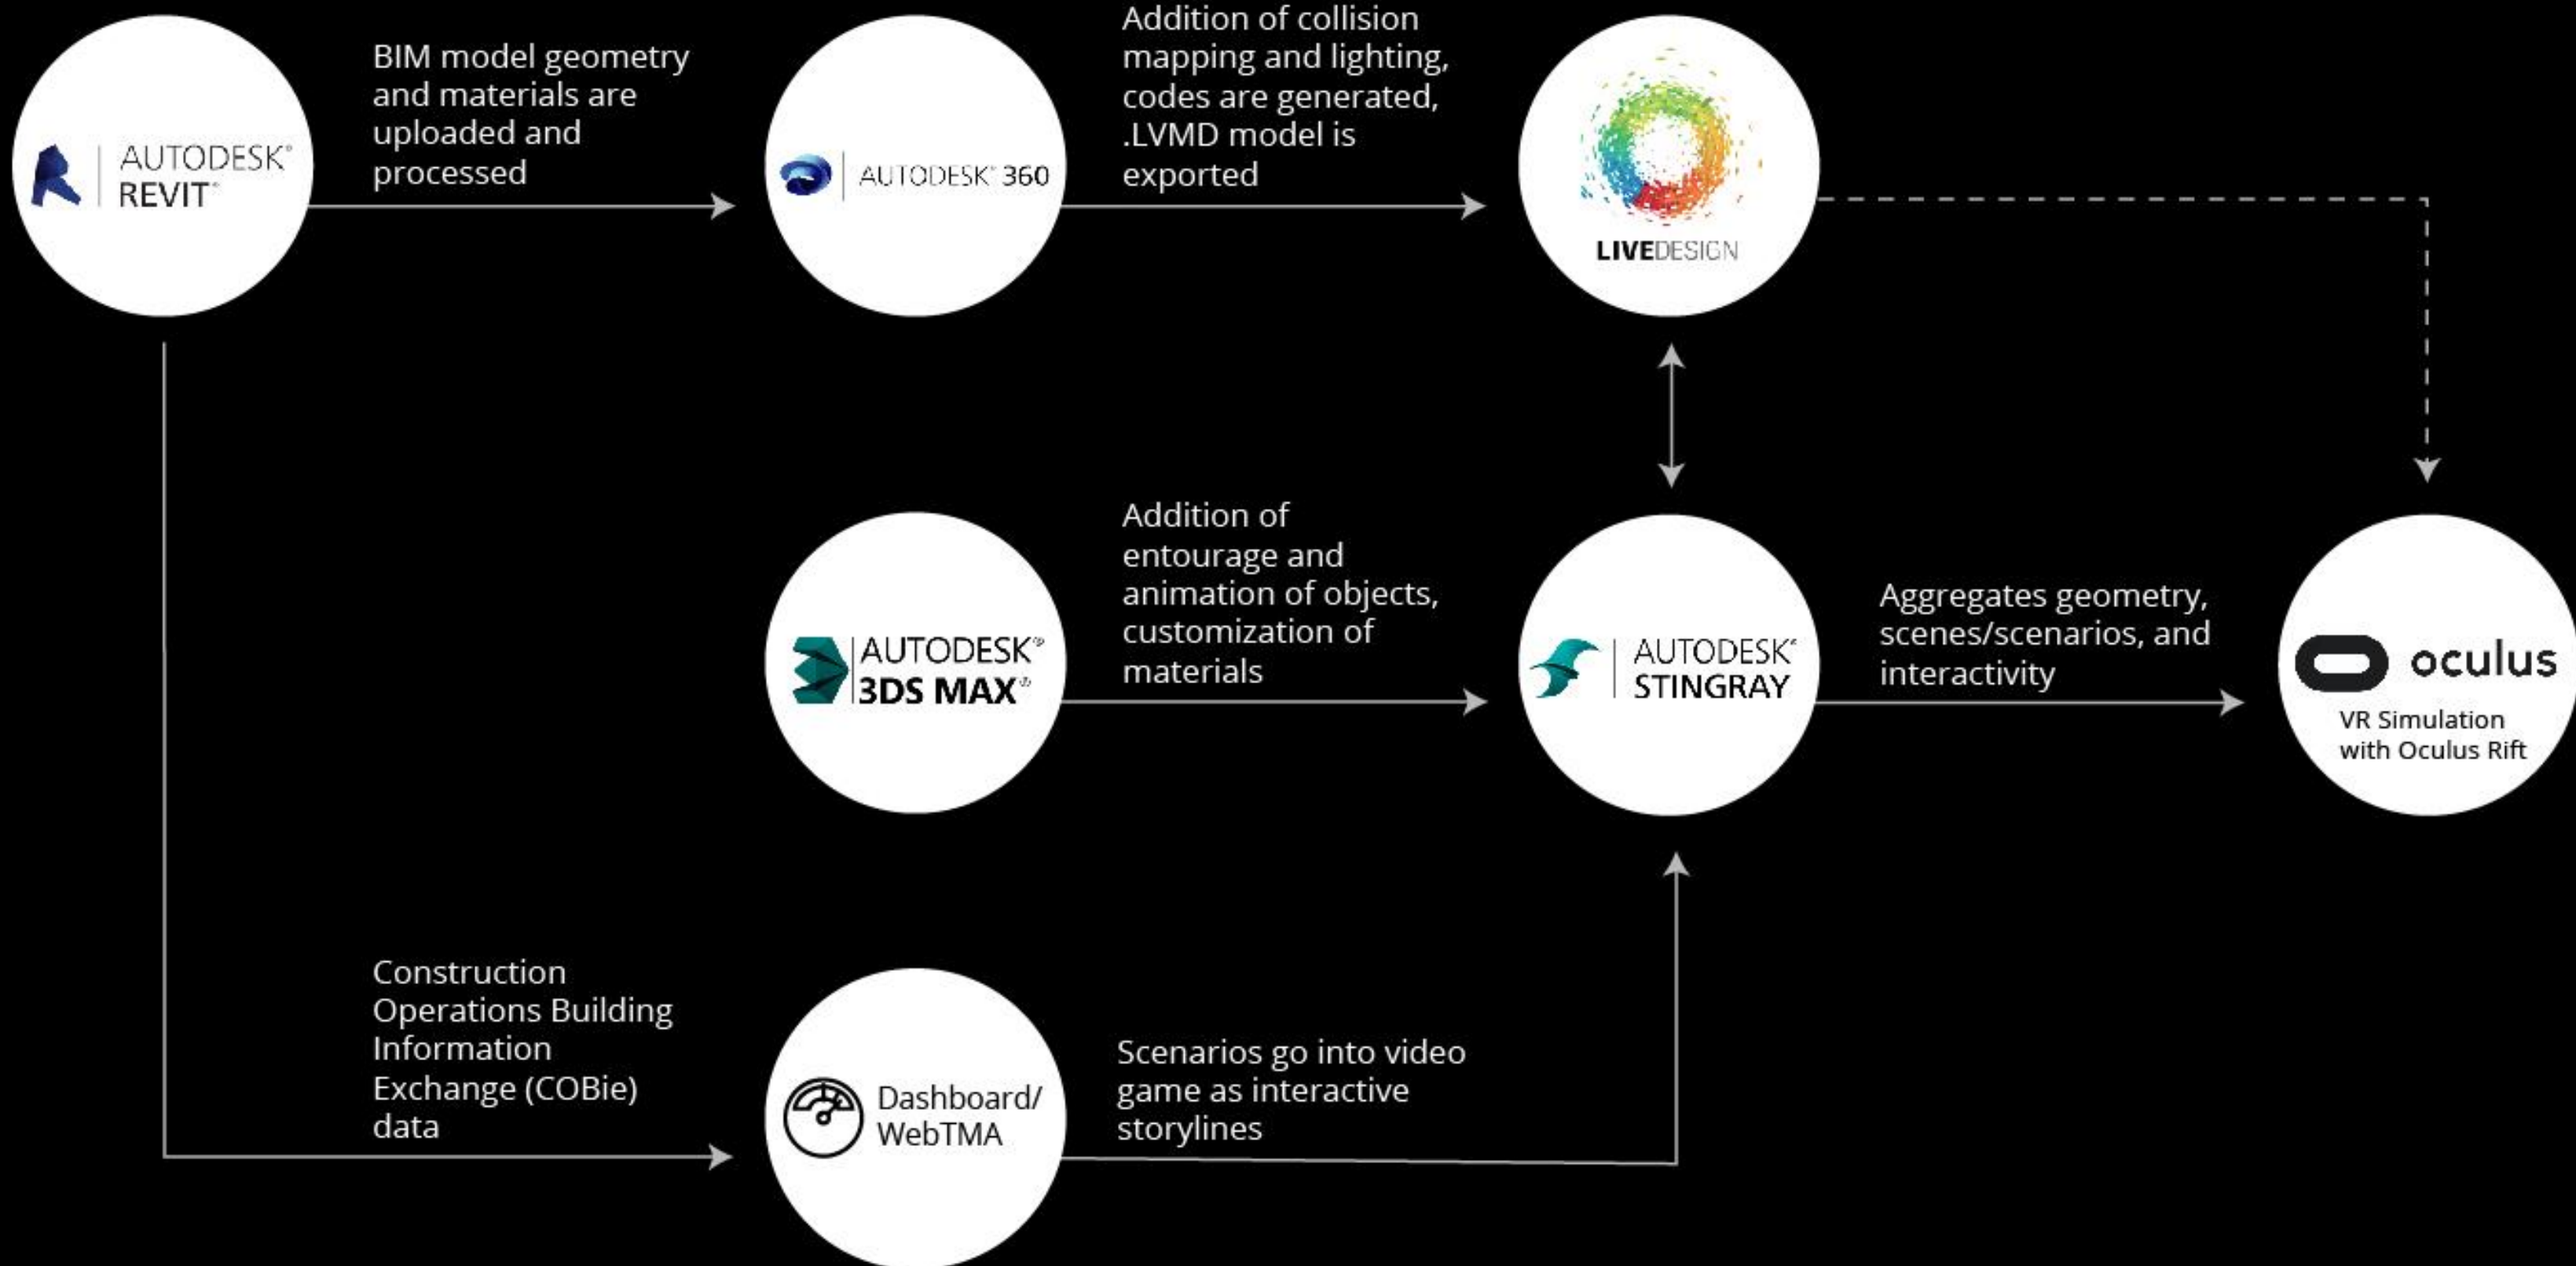 AUTODESK®
REVIT®
BIM model geometry
and materials are
uploaded and
processed
AUTODESK® 360
Addition of collision
mapping and lighting,
codes are generated,
.LVMD model is
exported
LIVEDESIGN
AUTODESK®
3DS MAX®
Addition of
entourage and
animation of objects,
customization of
materials
AUTODESK®
STINGRAY
Aggregates geometry,
scenes/scenarios, and
interactivity
oculus
VR Simulation
with Oculus Rift
Construction
Operations Building
Information
Exchange (COBie)
data
Dashboard/
WebTMA
Scenarios go into video
game as interactive
storylines